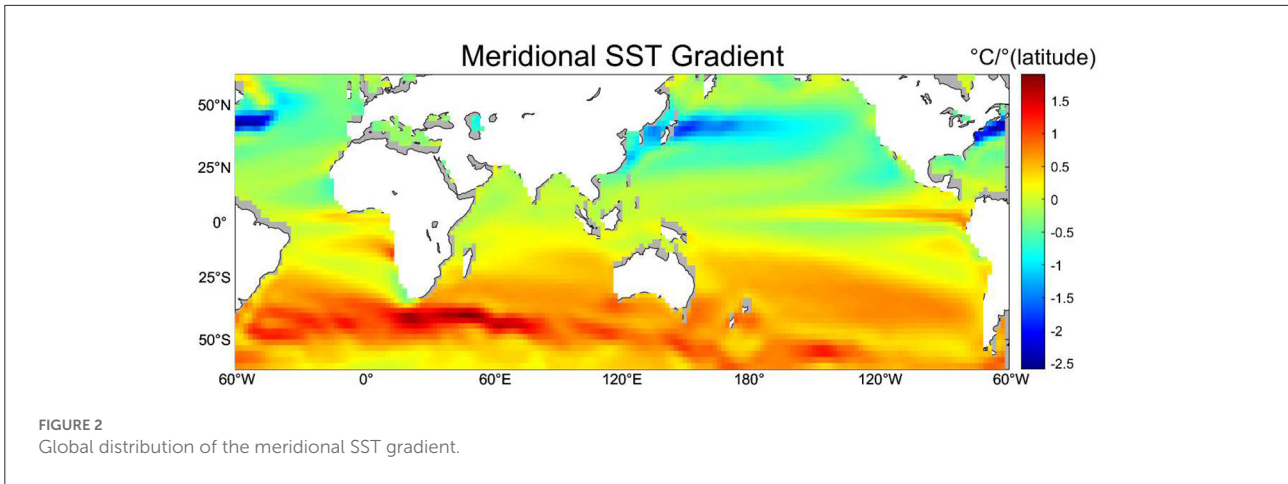 Meridional SST Gradient
°C/°(latitude)
50°N
25°N
0°
25°S
50°S
60°W
0°
60°E
120°E
180°
120°W
60°W
1.5
1
0.5
0
-0.5
-1
-1.5
-2
-2.5
FIGURE 2
Global distribution of the meridional SST gradient.